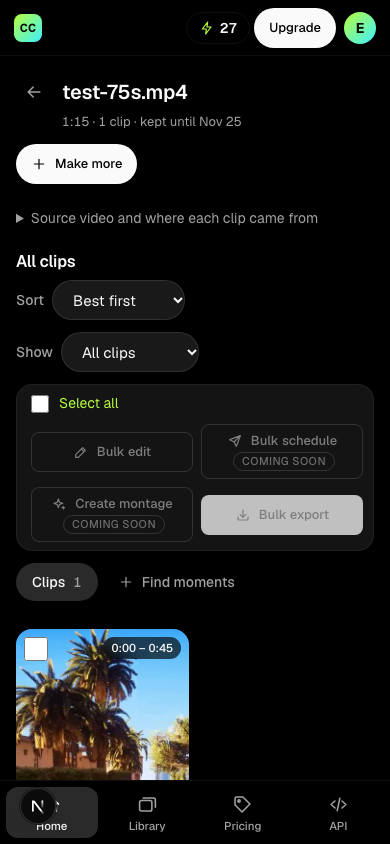 CC
27
Upgrade
E
test-75s.mp4
1:15 · 1 clip · kept until Nov 25
Make more
Source video and where each clip came from
All clips
Sort
Best first
Show
All clips
Select all
Bulk edit
Bulk schedule
COMING SOON
Create montage
COMING SOON
Bulk export
Clips 1
Find moments
0:00 – 0:45
N
Home
Library
Pricing
API